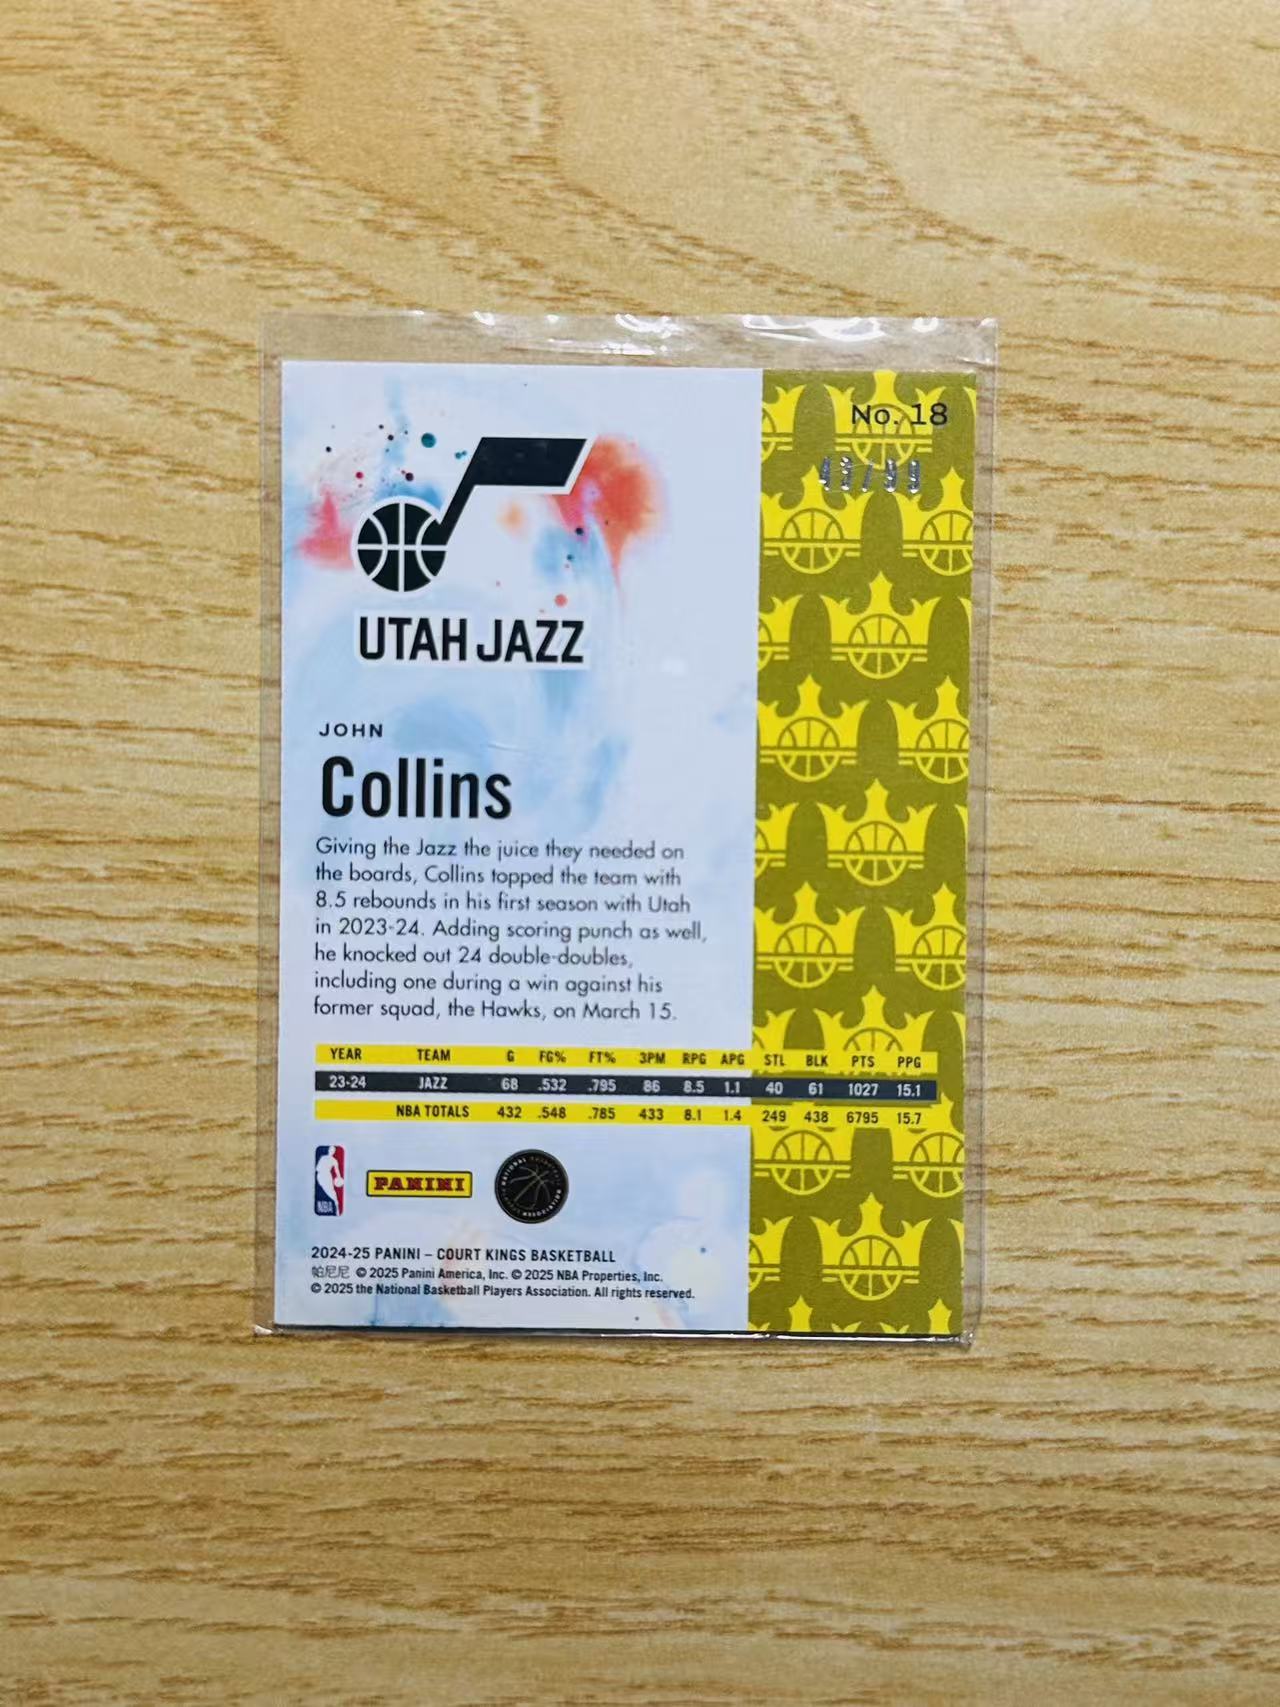 No. 18
UTAH JAZZ
JOHN
Collins
Giving the Jazz the juice they needed on
the boards, Collins topped the team with
8.5 rebounds in his first season with Utah
in 2023-24. Adding scoring punch as well,
he knocked out 24 double-doubles,
including one during a win against his
former squad, the Hawks, on March 15.
YEAR TEAM G FG% FT% 3PM RPG APG STL BLK PTS PPG
23-24 JAZZ 68 .532 .795 86 8.5 1.1 40 61 1027 15.1
NBA TOTALS 432 .548 .785 433 8.1 1.4 249 438 6795 15.7
NBA
PANINI
2024-25 PANINI – COURT KINGS BASKETBALL
帕尼尼 © 2025 Panini America, Inc. © 2025 NBA Properties, Inc.
© 2025 the National Basketball Players Association. All rights reserved.